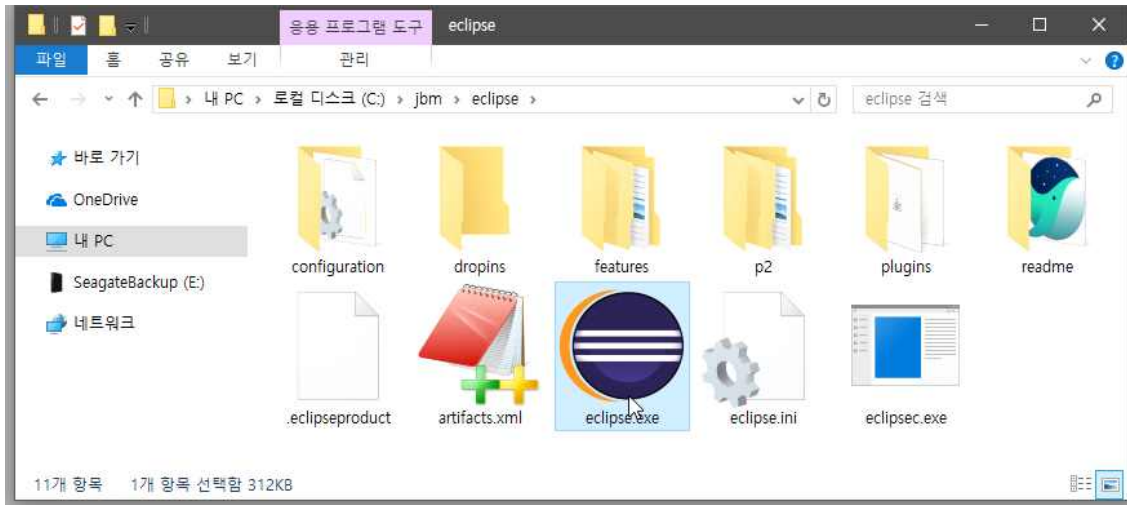 응용 프로그램 도구 eclipse
파일 홈 공유 보기 관리
내 PC > 로컬 디스크 (C:) > jbm > eclipse > eclipse 검색
바로 가기
OneDrive
내 PC
SeagateBackup (E:)
네트워크
configuration dropins features p2 plugins readme
.eclipseproduct artifacts.xml eclipse.exe eclipse.ini eclipsec.exe
11개 항목 1개 항목 선택함 312KB